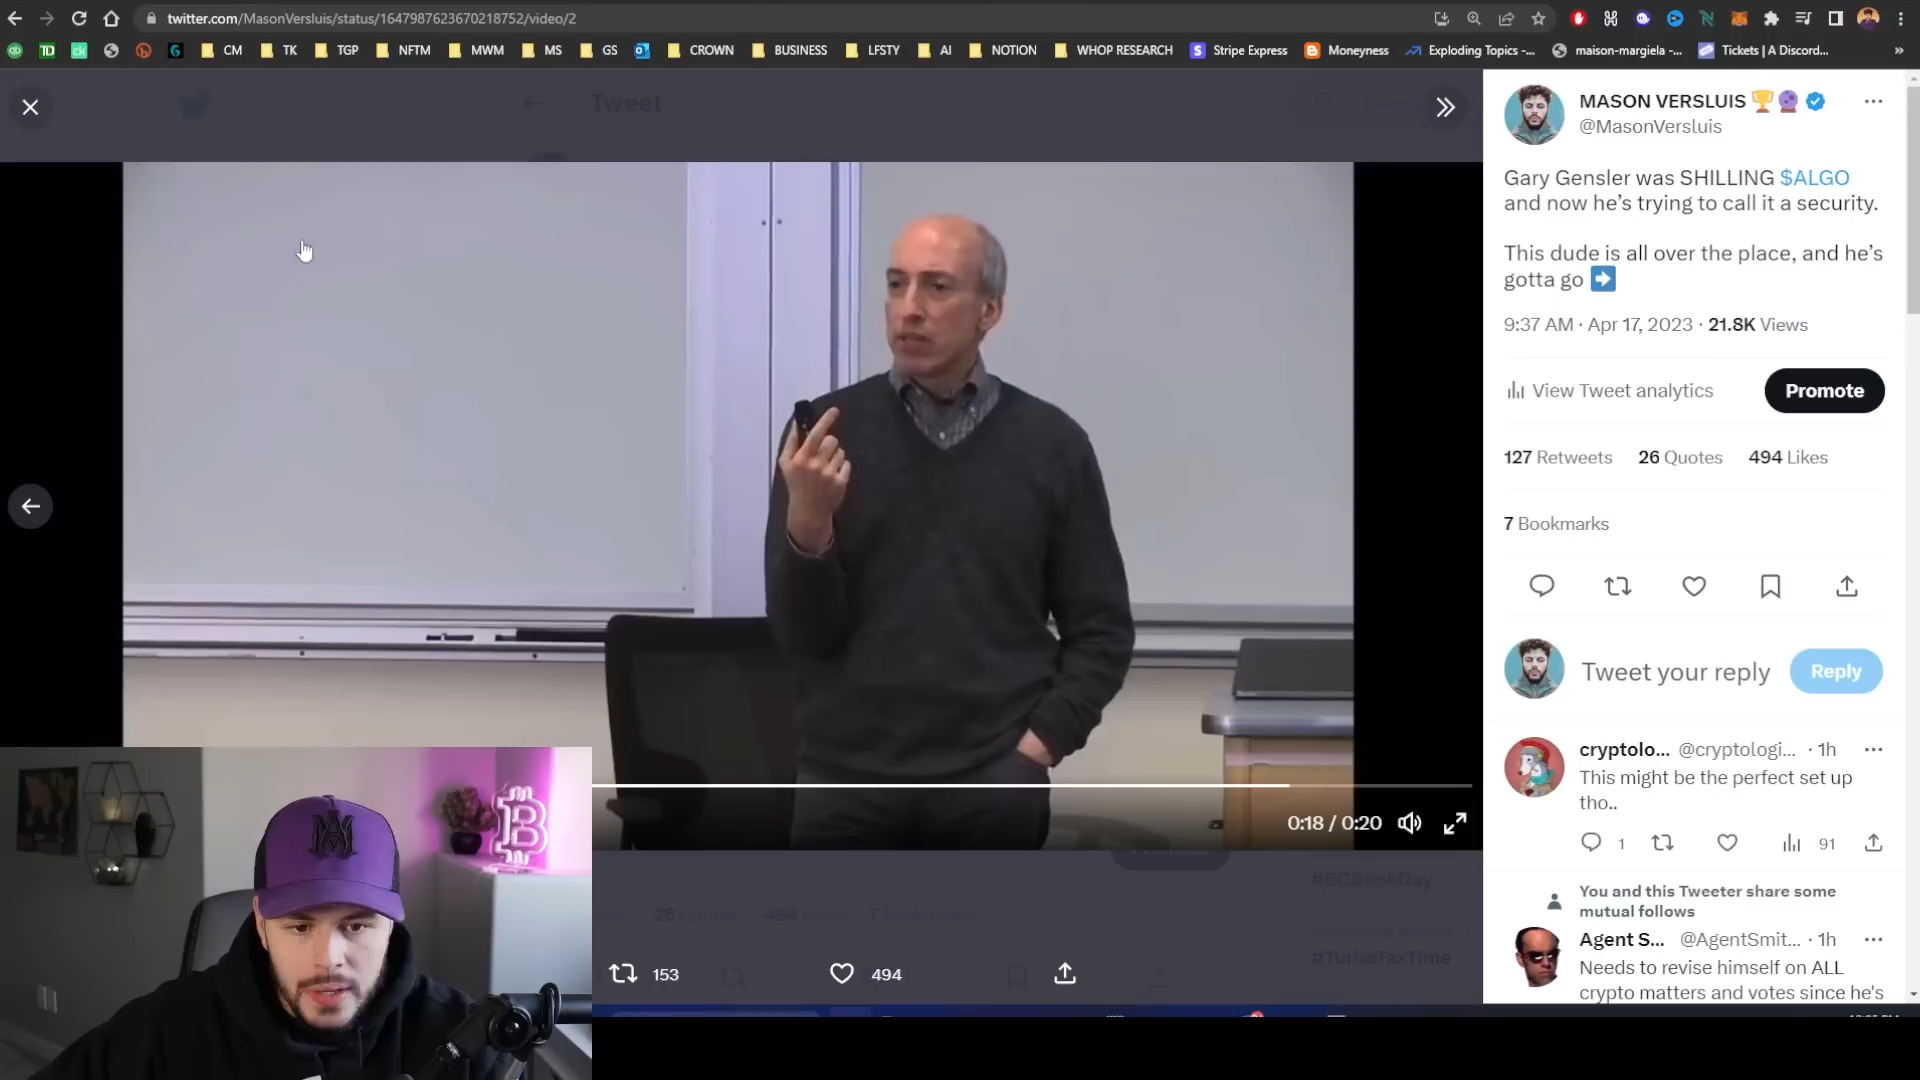 twitter.com/MasonVersluis/status/1647987623670218752/video/2
CM TK TGP NFTM MWM MS GS CROWN BUSINESS LFSTY AI NOTION WHOP RESEARCH Stripe Express Moneyness Exploding Topics -... maison-margiela -... Tickets | A Discord...
Tweet
MASON VERSLUIS
@MasonVersluis
Gary Gensler was SHILLING $ALGO
and now he's trying to call it a security.
This dude is all over the place, and he's
gotta go
9:37 AM · Apr 17, 2023 · 21.8K Views
View Tweet analytics
Promote
127 Retweets 26 Quotes 494 Likes
7 Bookmarks
Tweet your reply
Reply
cryptolo... @cryptologi... · 1h
This might be the perfect set up
tho..
1 91
You and this Tweeter share some
mutual follows
Agent S... @AgentSmit... · 1h
Needs to revise himself on ALL
crypto matters and votes since he's
0:18 / 0:20
#BCBookDay
#TurboTaxTime
153 494